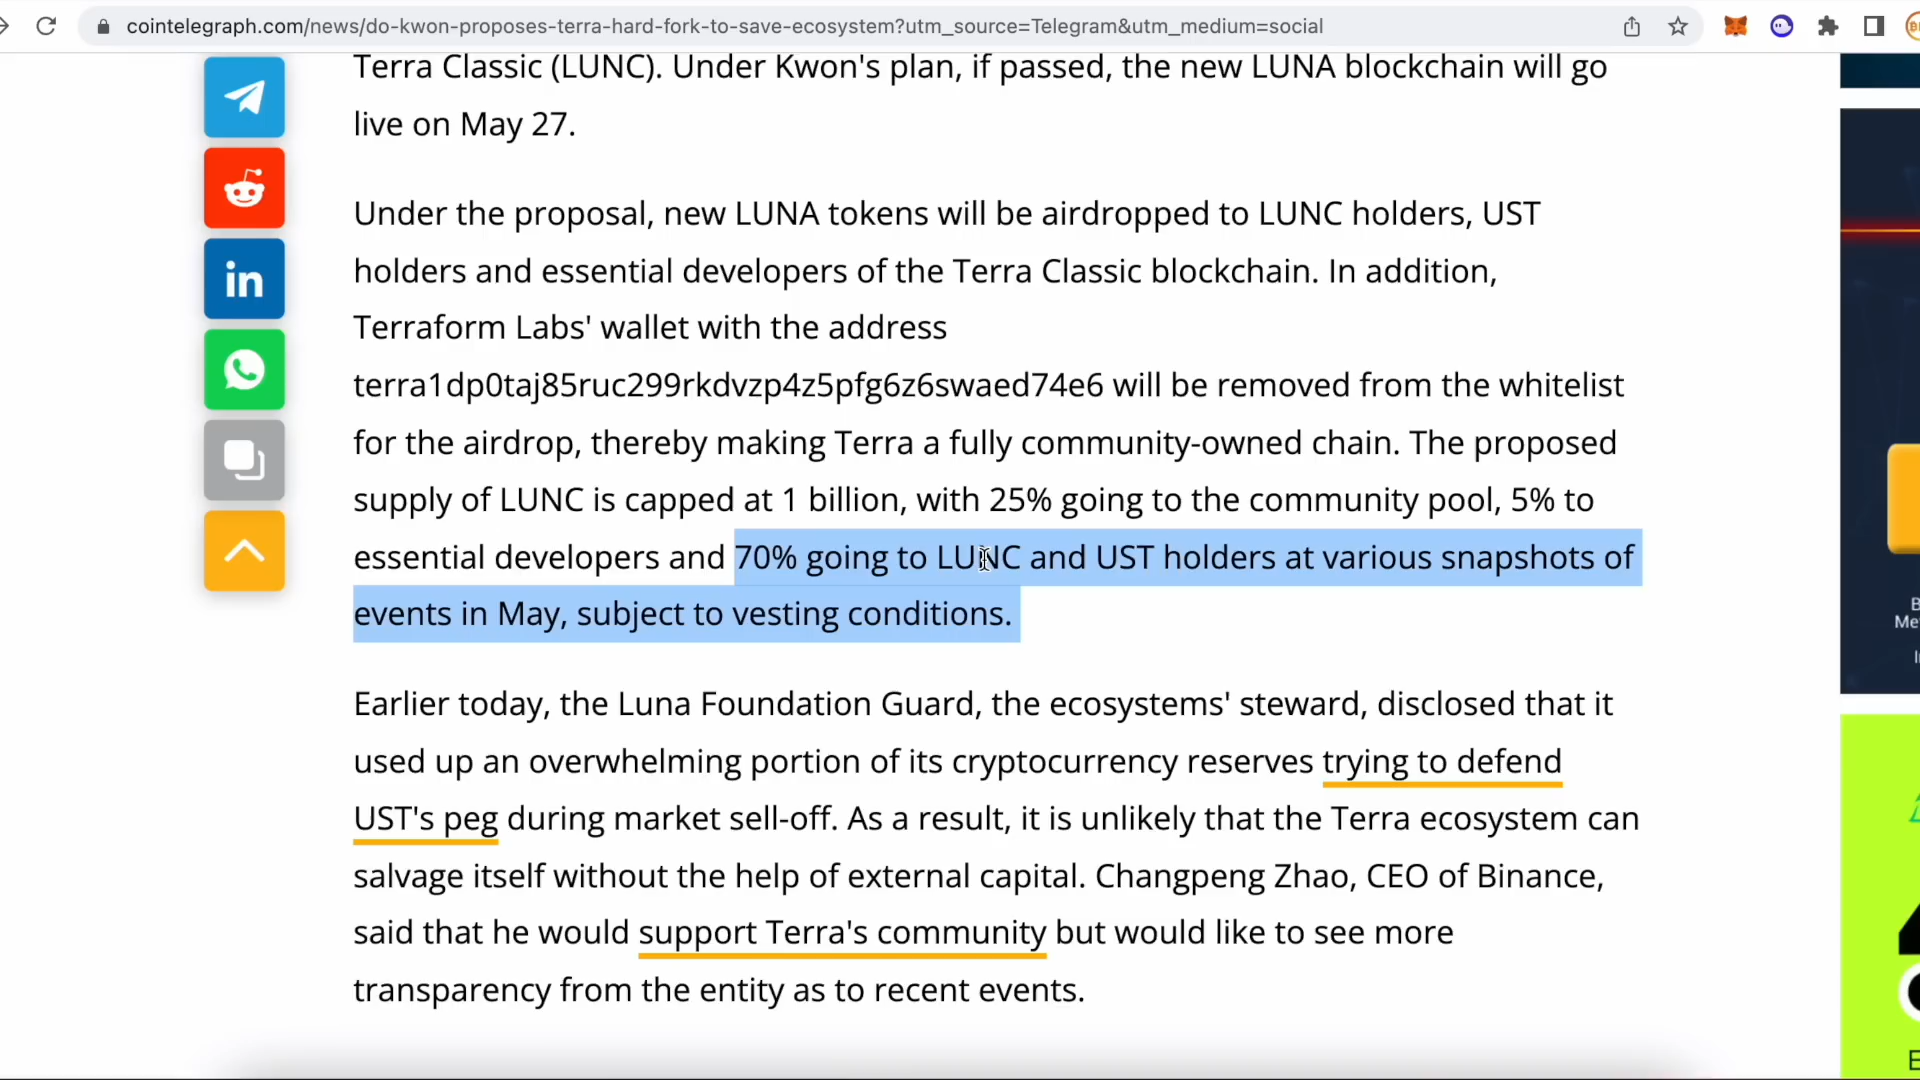 cointelegraph.com/news/do-kwon-proposes-terra-hard-fork-to-save-ecosystem?utm_source=Telegram&utm_medium=social
Terra Classic (LUNC). Under Kwon's plan, if passed, the new LUNA blockchain will go
live on May 27.
Under the proposal, new LUNA tokens will be airdropped to LUNC holders, UST
holders and essential developers of the Terra Classic blockchain. In addition,
Terraform Labs' wallet with the address
terra1dp0taj85ruc299rkdvzp4z5pfg6z6swaed74e6 will be removed from the whitelist
for the airdrop, thereby making Terra a fully community-owned chain. The proposed
supply of LUNC is capped at 1 billion, with 25% going to the community pool, 5% to
essential developers and 70% going to LUNC and UST holders at various snapshots of
events in May, subject to vesting conditions.
Earlier today, the Luna Foundation Guard, the ecosystems' steward, disclosed that it
used up an overwhelming portion of its cryptocurrency reserves trying to defend
UST's peg during market sell-off. As a result, it is unlikely that the Terra ecosystem can
salvage itself without the help of external capital. Changpeng Zhao, CEO of Binance,
said that he would support Terra's community but would like to see more
transparency from the entity as to recent events.
in